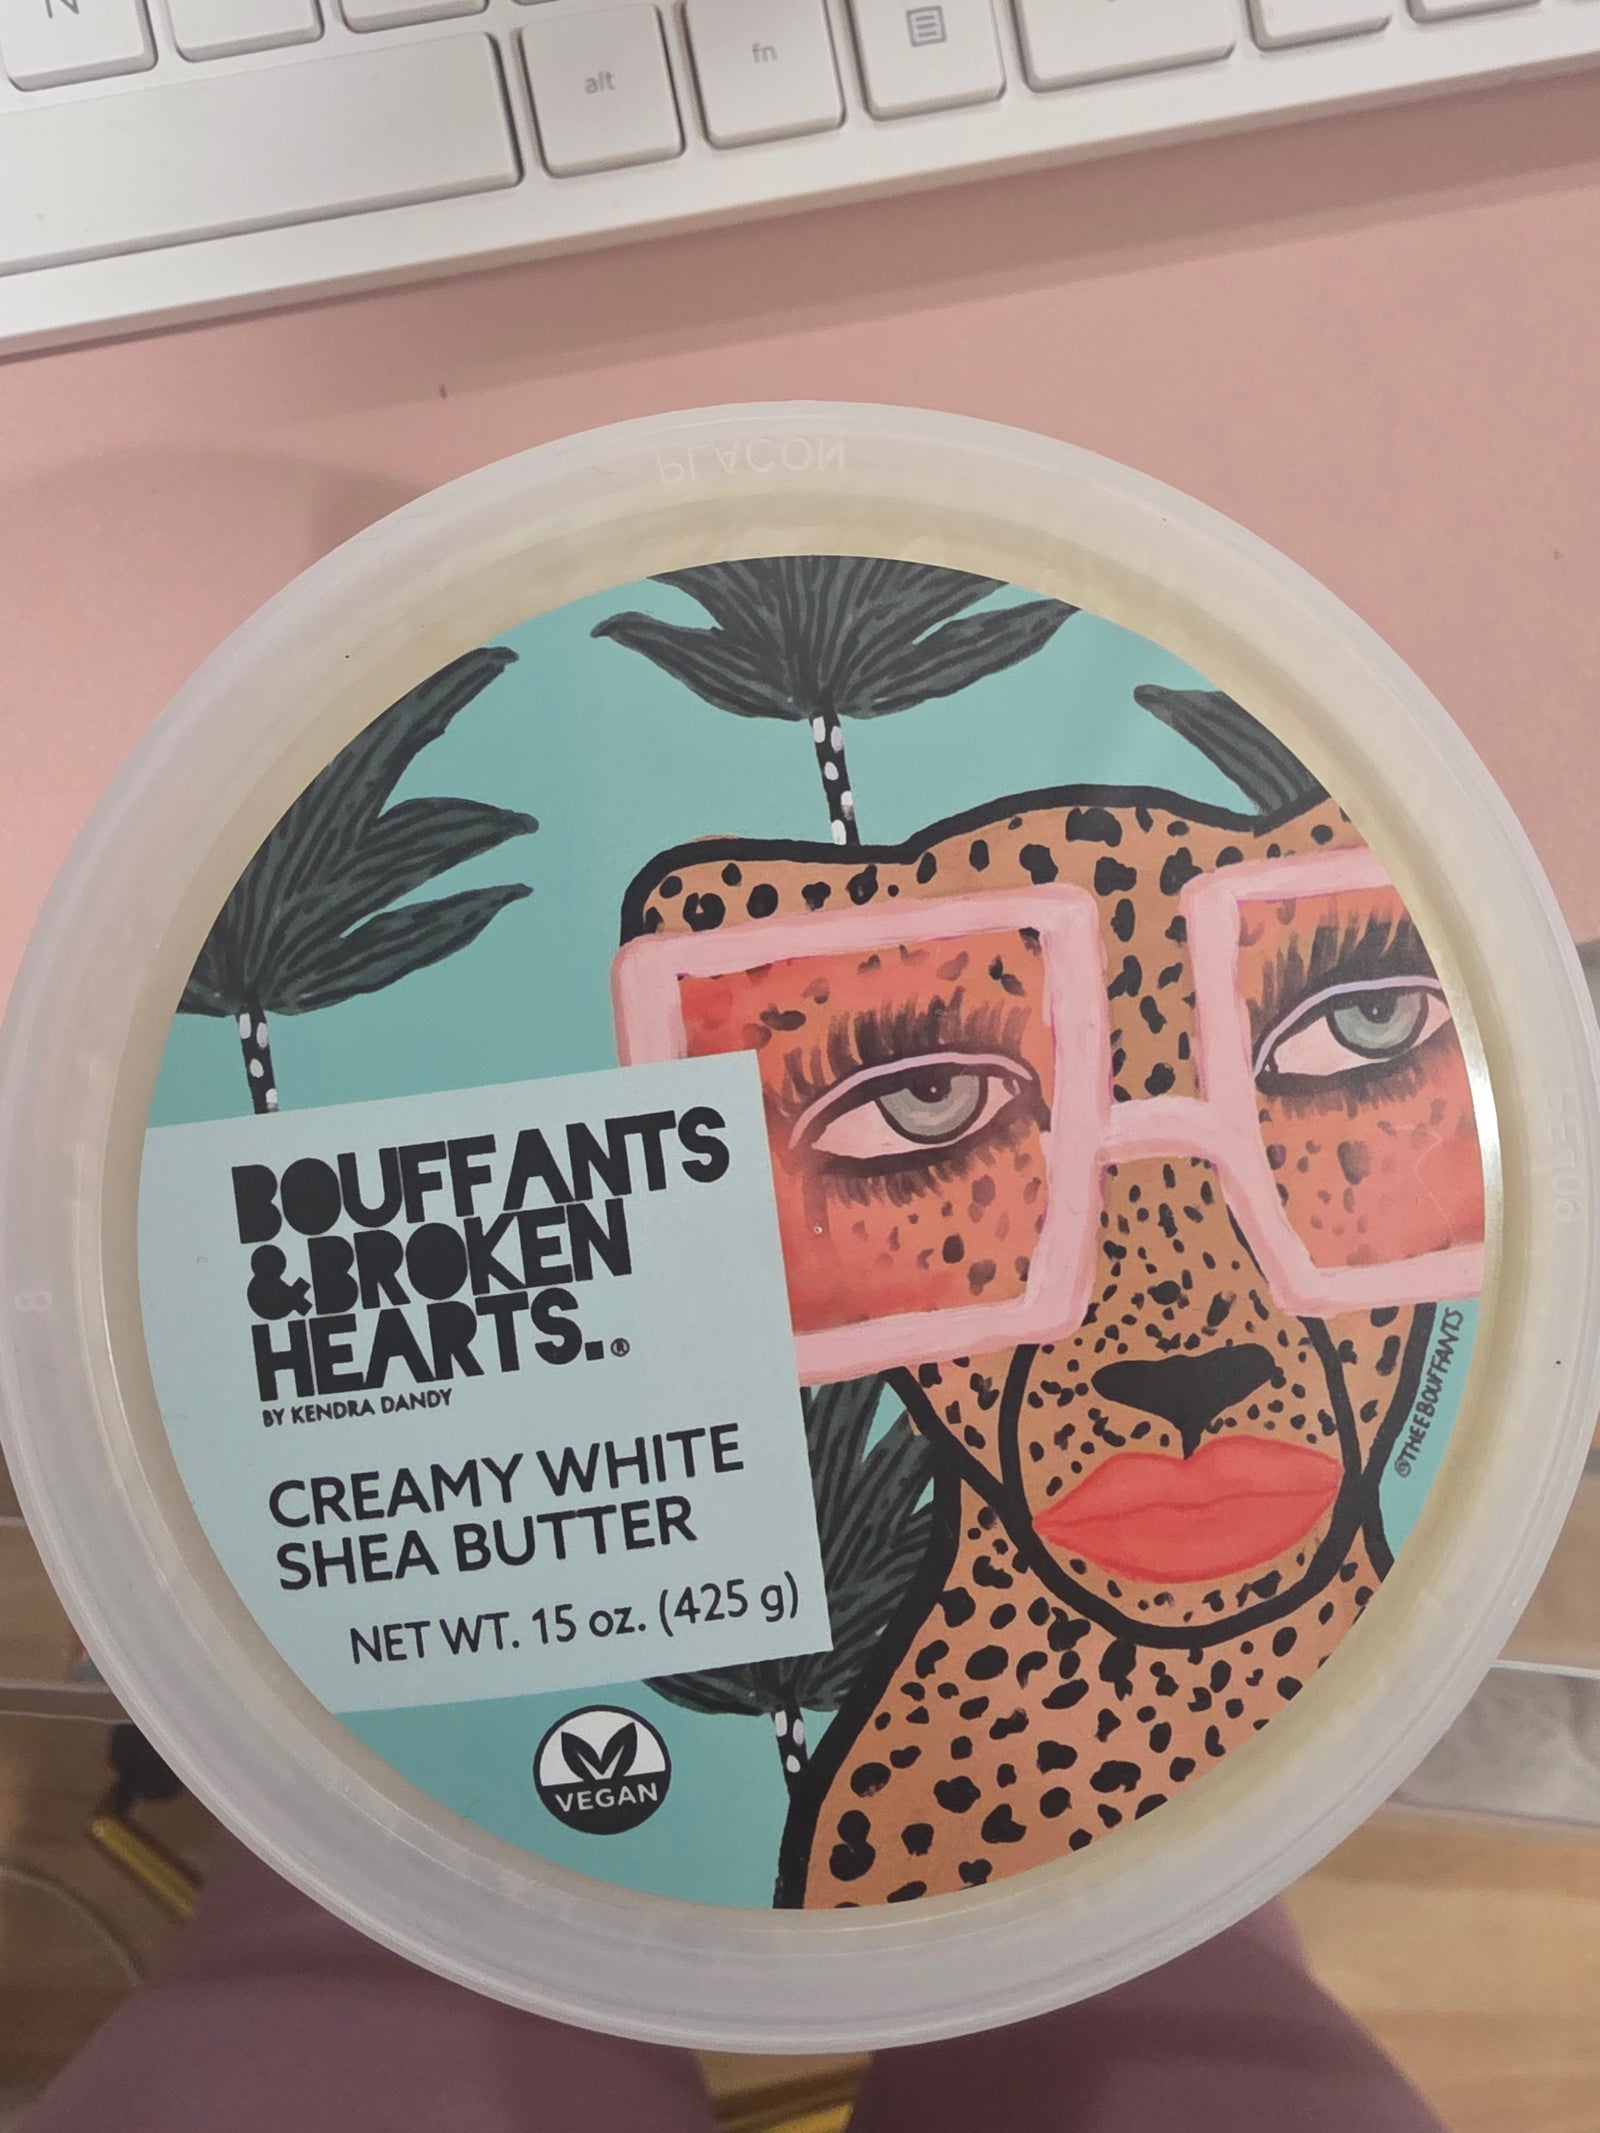 N
alt
fn
PLACON
BOUFFANTS
&BROKEN
HEARTS.®
BY KENDRA DANDY
CREAMY WHITE
SHEA BUTTER
NET WT. 15 oz. (425 g)
VEGAN
@THEEBOUFFANTS